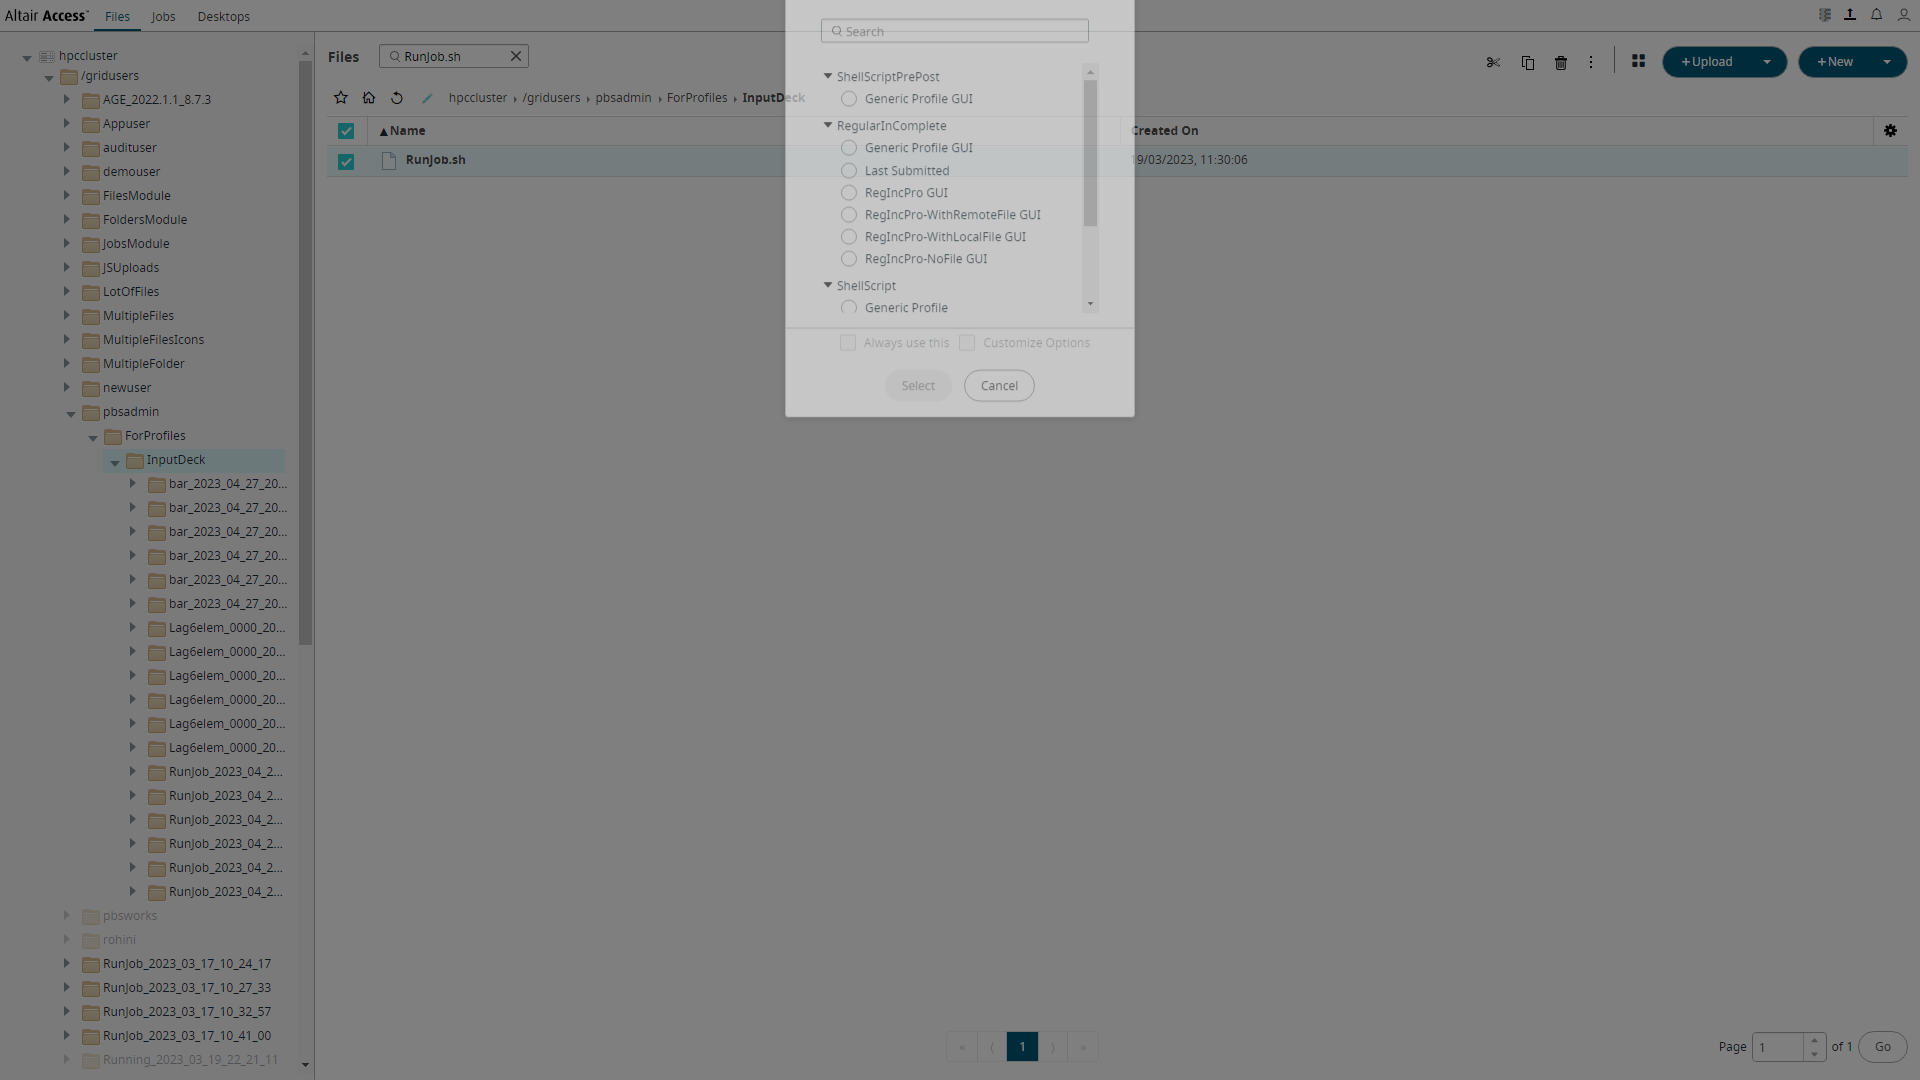 Altair Access™ Files Jobs Desktops
hpccluster
/gridusers
AGE_2022.1.1_8.7.3
Appuser
audituser
demouser
FilesModule
FoldersModule
JobsModule
JSUploads
LotOfFiles
MultipleFiles
MultipleFilesIcons
MultipleFolder
newuser
pbsadmin
ForProfiles
InputDeck
bar_2023_04_27_20...
bar_2023_04_27_20...
bar_2023_04_27_20...
bar_2023_04_27_20...
bar_2023_04_27_20...
bar_2023_04_27_20...
Lag6elem_0000_20...
Lag6elem_0000_20...
Lag6elem_0000_20...
Lag6elem_0000_20...
Lag6elem_0000_20...
Lag6elem_0000_20...
RunJob_2023_04_2...
RunJob_2023_04_2...
RunJob_2023_04_2...
RunJob_2023_04_2...
RunJob_2023_04_2...
RunJob_2023_04_2...
pbsworks
rohini
RunJob_2023_03_17_10_24_17
RunJob_2023_03_17_10_27_33
RunJob_2023_03_17_10_32_57
RunJob_2023_03_17_10_41_00
Running_2023_03_19_22_21_11
Files RunJob.sh
+Upload +New
hpccluster › /gridusers › pbsadmin › ForProfiles › InputDeck
▲Name Created On
RunJob.sh 19/03/2023, 11:30:06
Search
ShellScriptPrePost
Generic Profile GUI
RegularInComplete
Generic Profile GUI
Last Submitted
RegIncPro GUI
RegIncPro-WithRemoteFile GUI
RegIncPro-WithLocalFile GUI
RegIncPro-NoFile GUI
ShellScript
Generic Profile
Always use this Customize Options
Select Cancel
« ⟨ 1 ⟩ »
Page 1 of 1 Go